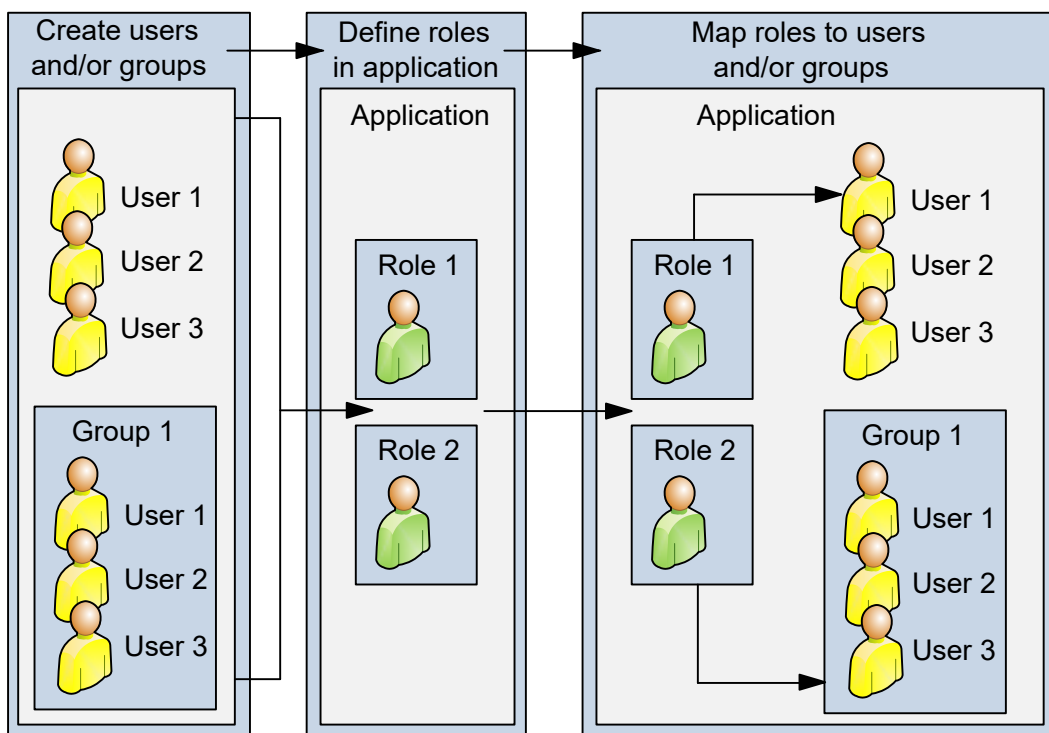 Create users
and/or groups
User 1
User 2
User 3
Group 1
User 1
User 2
User 3
Define roles
in application
Application
Role 1
Role 2
Map roles to users
and/or groups
Application
Role 1
Role 2
User 1
User 2
User 3
Group 1
User 1
User 2
User 3